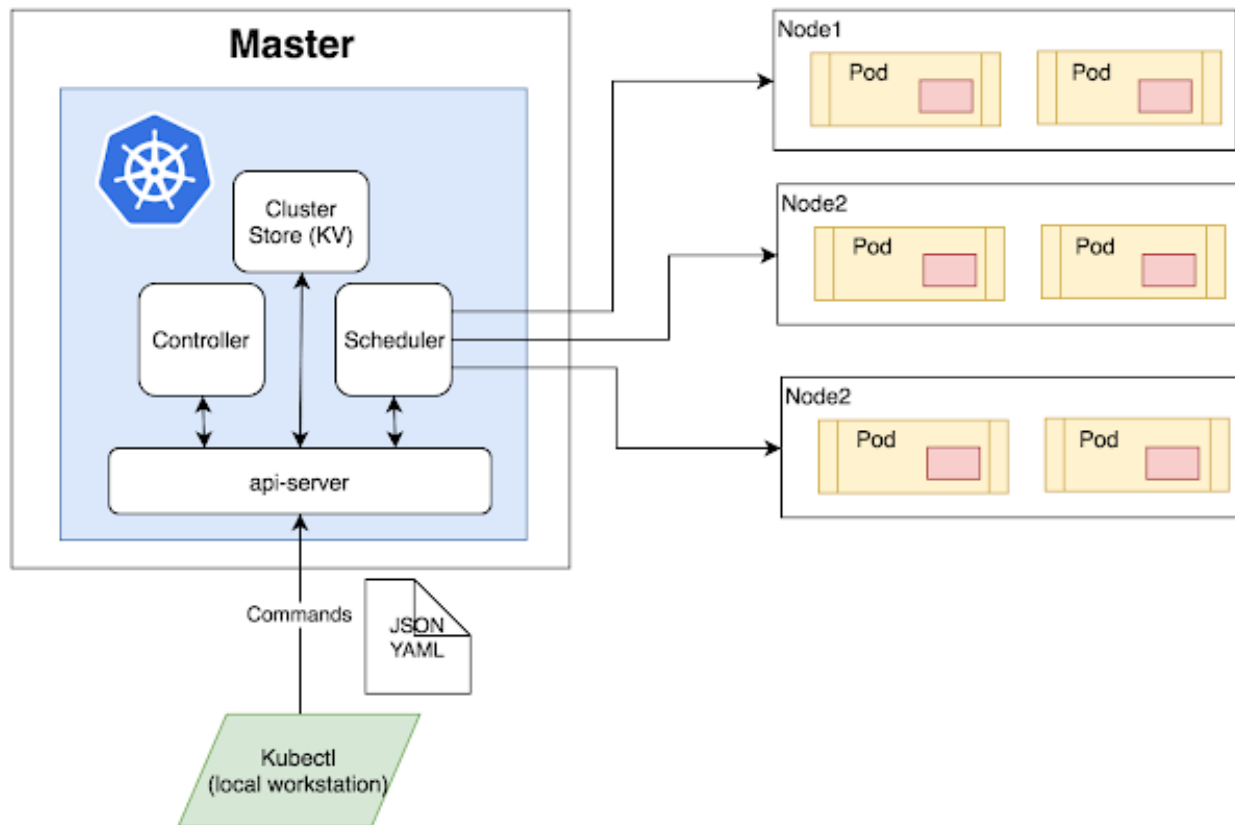 Master
Cluster
Store (KV)
Controller
Scheduler
api-server
Commands
JSON
YAML
Kubectl
(local workstation)
Node1
Pod
Pod
Node2
Pod
Pod
Node2
Pod
Pod